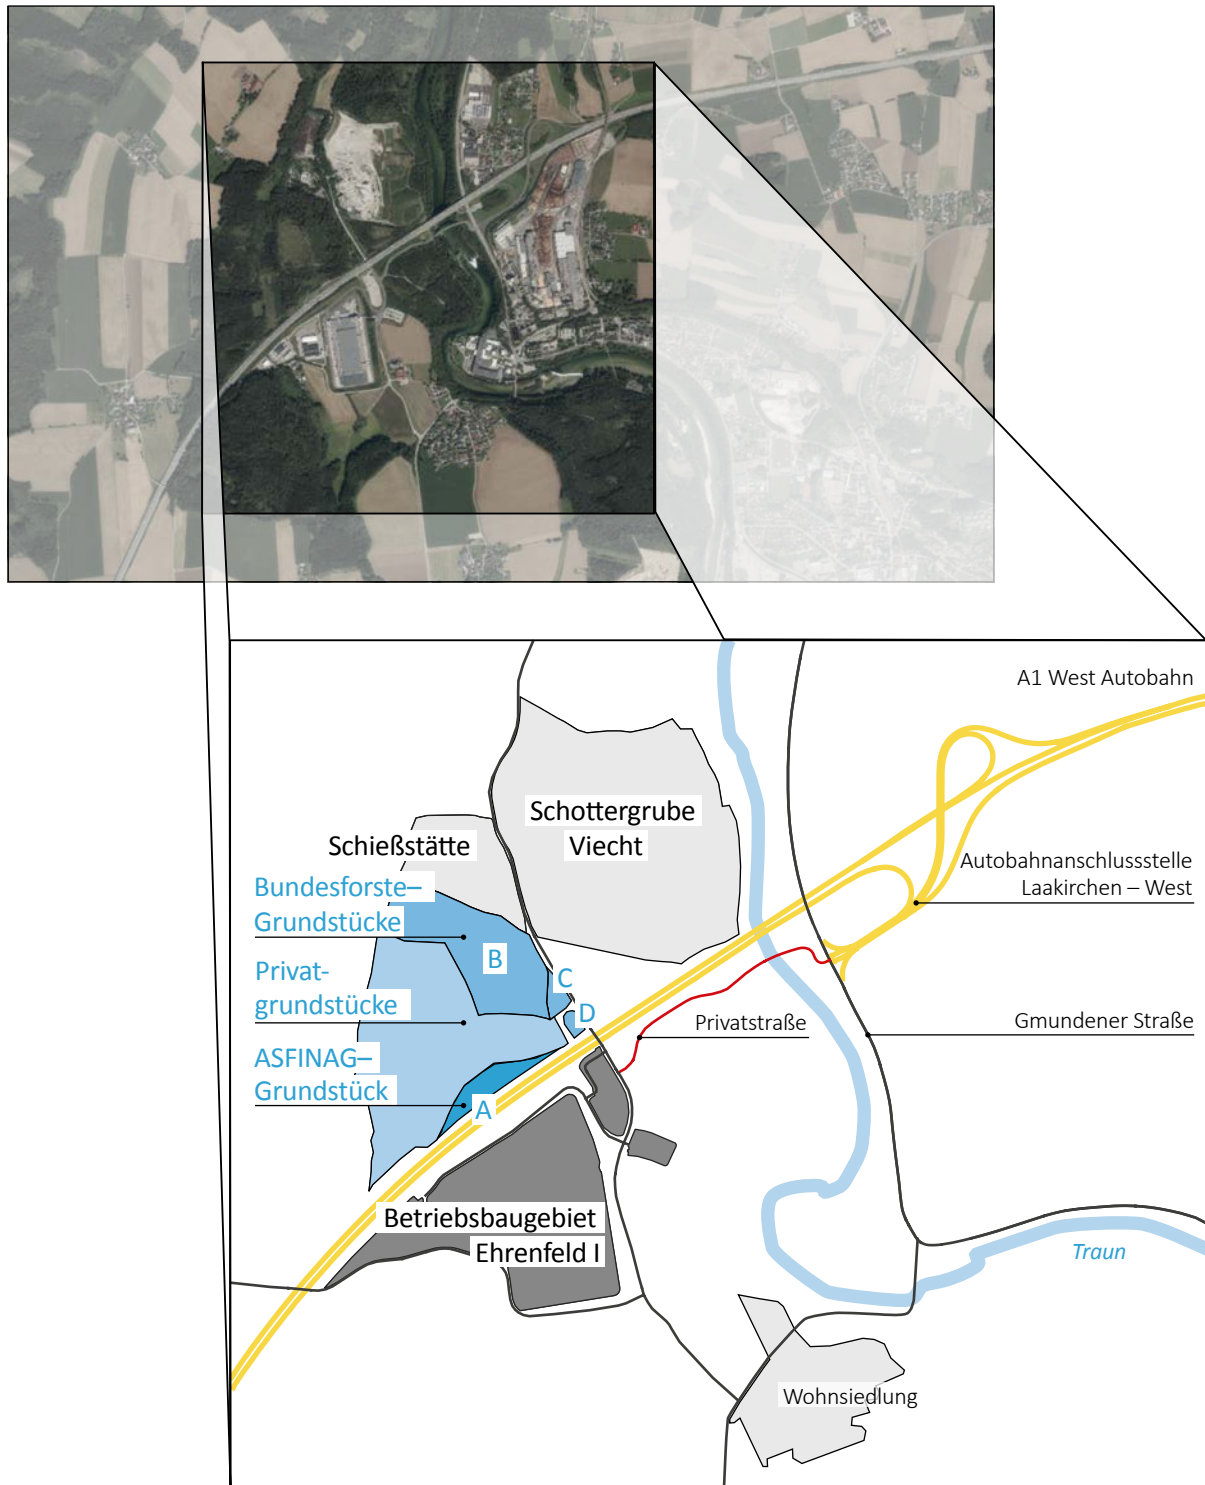 A1 West Autobahn
Schottergrube
Viecht
Schießstätte
Autobahnanschlussstelle
Laakirchen – West
Bundesforste–
Grundstücke
B
Privat-
grundstücke
C
D
Privatstraße
Gmundener Straße
ASFINAG–
Grundstück
A
Betriebsbaugebiet
Ehrenfeld I
Traun
Wohnsiedlung